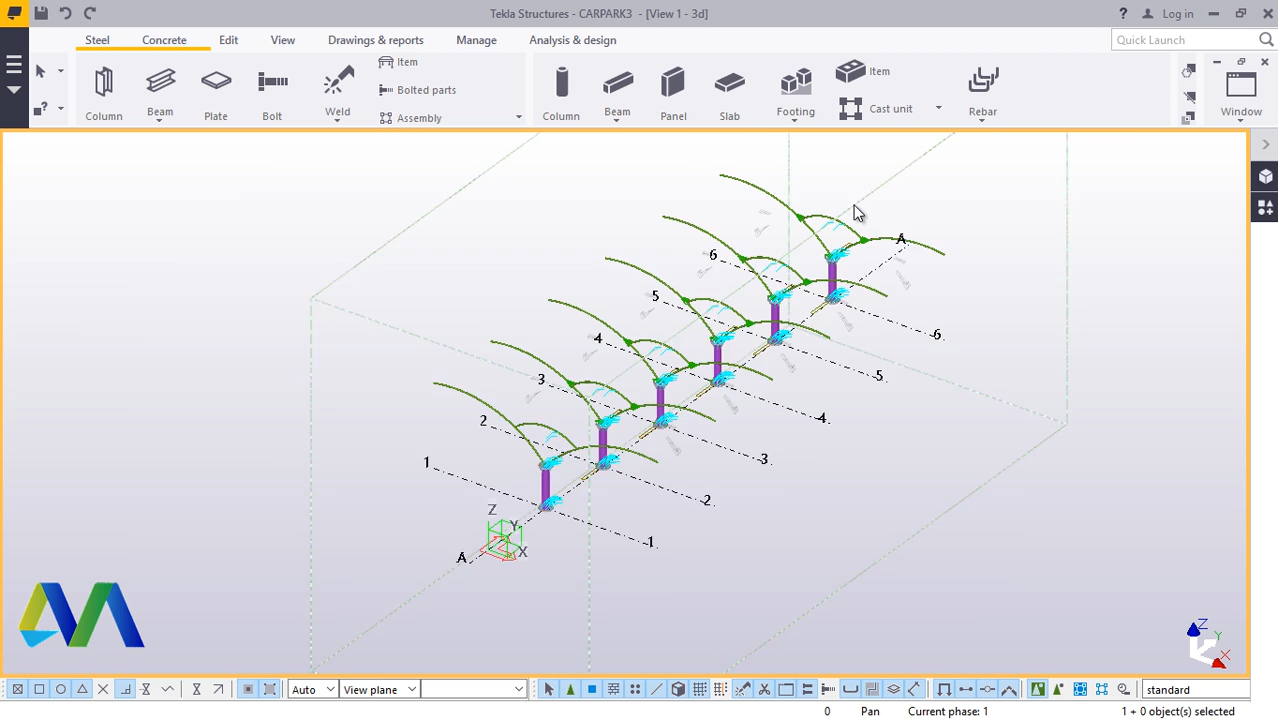 Tekla Structures - CARPARK3 - [View 1 - 3d]
? Log in
Steel Concrete Edit View Drawings & reports Manage Analysis & design
Quick Launch
Item
Bolted parts
Assembly
Column Beam Plate Bolt Weld
Item
Cast unit
Column Beam Panel Slab Footing Rebar Window
A
6
5
6
4
5
3
4
2
3
1
2
Z
Y
1
X
A
Z
Y
X
Auto View plane standard
0 Pan Current phase: 1 1 + 0 object(s) selected